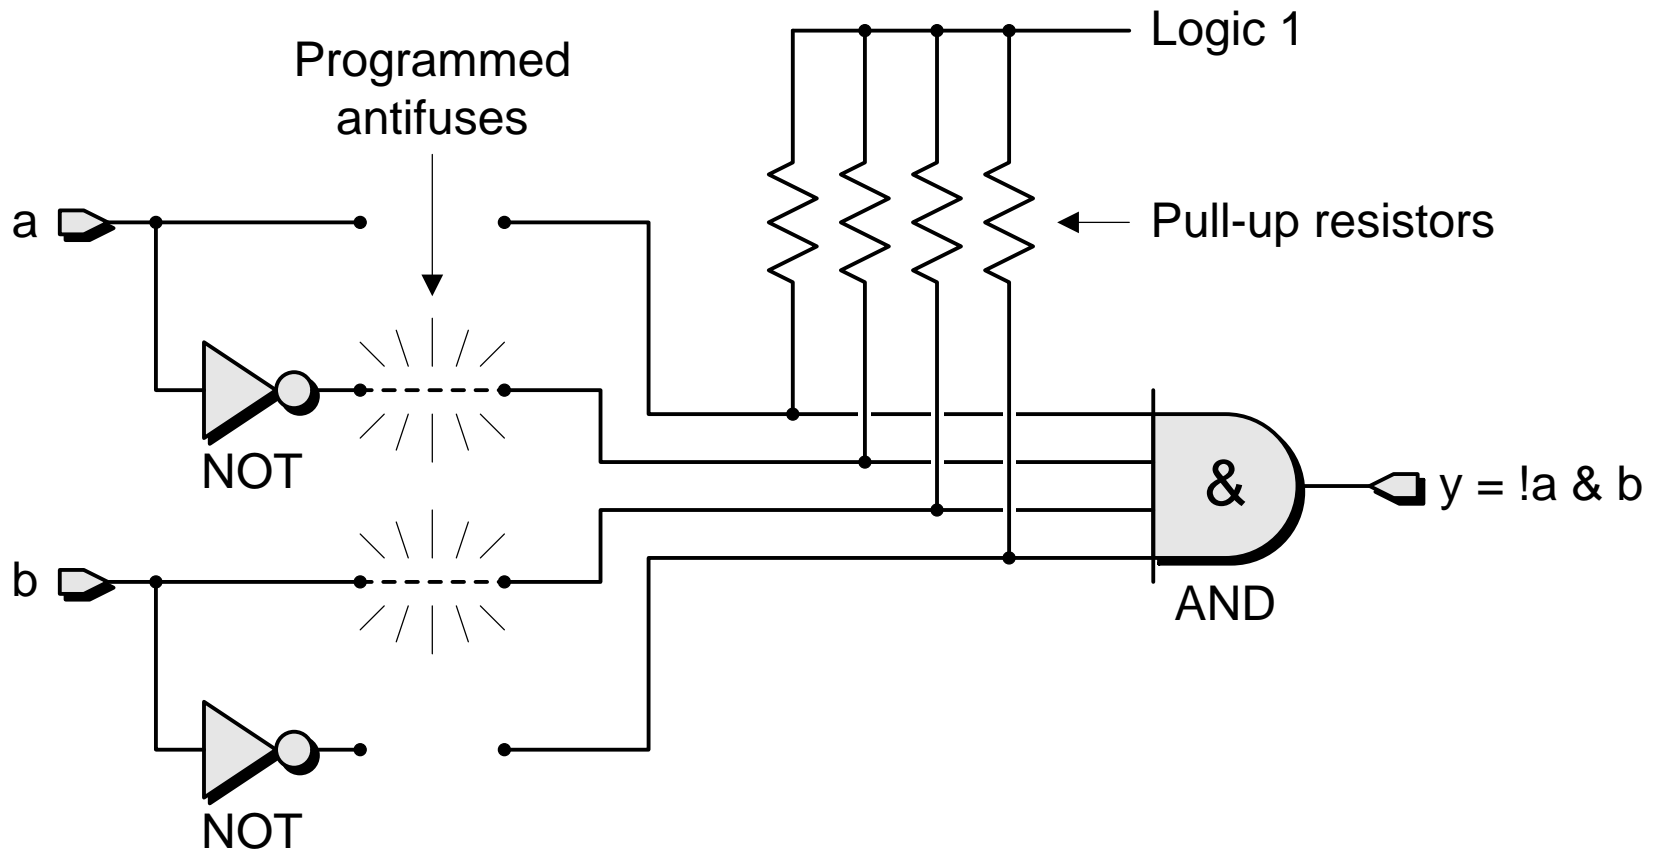 Logic 1
Programmed
antifuses
a
Pull-up resistors
NOT
&
y = !a & b
b
AND
NOT